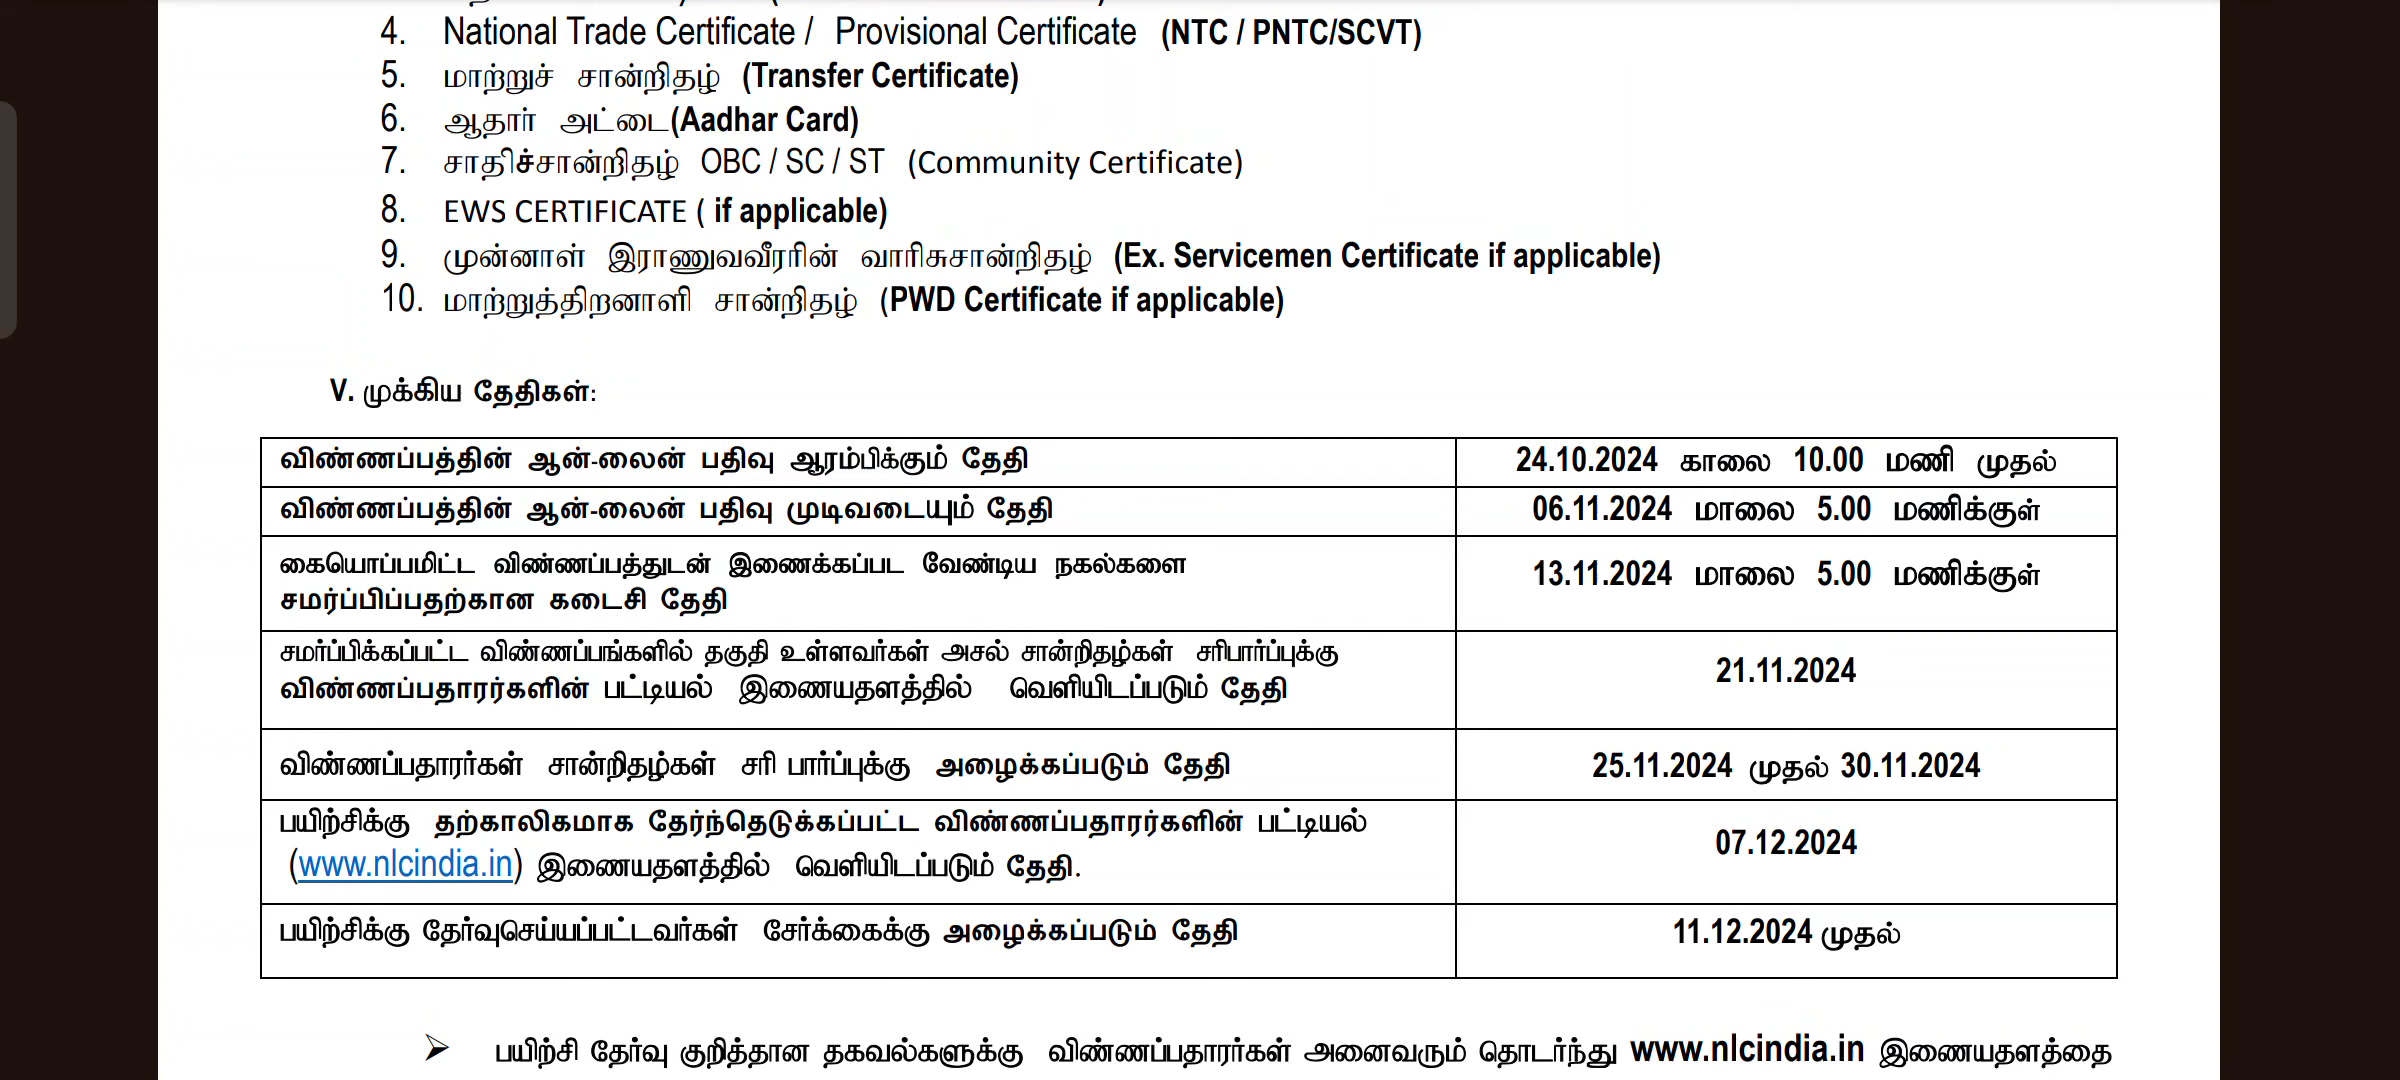 4. National Trade Certificate / Provisional Certificate (NTC / PNTC/SCVT)
5. மாற்றுச் சான்றிதழ் (Transfer Certificate)
6. ஆதார் அட்டை(Aadhar Card)
7. சாதிச்சான்றிதழ் OBC / SC / ST (Community Certificate)
8. EWS CERTIFICATE ( if applicable)
9. முன்னாள் இராணுவவீரரின் வாரிசுசான்றிதழ் (Ex. Servicemen Certificate if applicable)
10. மாற்றுத்திறனாளி சான்றிதழ் (PWD Certificate if applicable)
V. முக்கிய தேதிகள்:
விண்ணப்பத்தின் ஆன்-லைன் பதிவு ஆரம்பிக்கும் தேதி 24.10.2024 காலை 10.00 மணி முதல்
விண்ணப்பத்தின் ஆன்-லைன் பதிவு முடிவடையும் தேதி 06.11.2024 மாலை 5.00 மணிக்குள்
கையொப்பமிட்ட விண்ணப்பத்துடன் இணைக்கப்பட வேண்டிய நகல்களை
சமர்ப்பிப்பதற்கான கடைசி தேதி
13.11.2024 மாலை 5.00 மணிக்குள்
சமர்ப்பிக்கப்பட்ட விண்ணப்பங்களில் தகுதி உள்ளவர்கள் அசல் சான்றிதழ்கள் சரிபார்ப்புக்கு
விண்ணப்பதாரர்களின் பட்டியல் இணையதளத்தில் வெளியிடப்படும் தேதி
21.11.2024
விண்ணப்பதாரர்கள் சான்றிதழ்கள் சரி பார்ப்புக்கு அழைக்கப்படும் தேதி 25.11.2024 முதல் 30.11.2024
பயிற்சிக்கு தற்காலிகமாக தேர்ந்தெடுக்கப்பட்ட விண்ணப்பதாரர்களின் பட்டியல்
(www.nlcindia.in) இணையதளத்தில் வெளியிடப்படும் தேதி.
07.12.2024
பயிற்சிக்கு தேர்வுசெய்யப்பட்டவர்கள் சேர்க்கைக்கு அழைக்கப்படும் தேதி 11.12.2024 முதல்
➢ பயிற்சி தேர்வு குறித்தான தகவல்களுக்கு விண்ணப்பதாரர்கள் அனைவரும் தொடர்ந்து www.nlcindia.in இணையதளத்தை